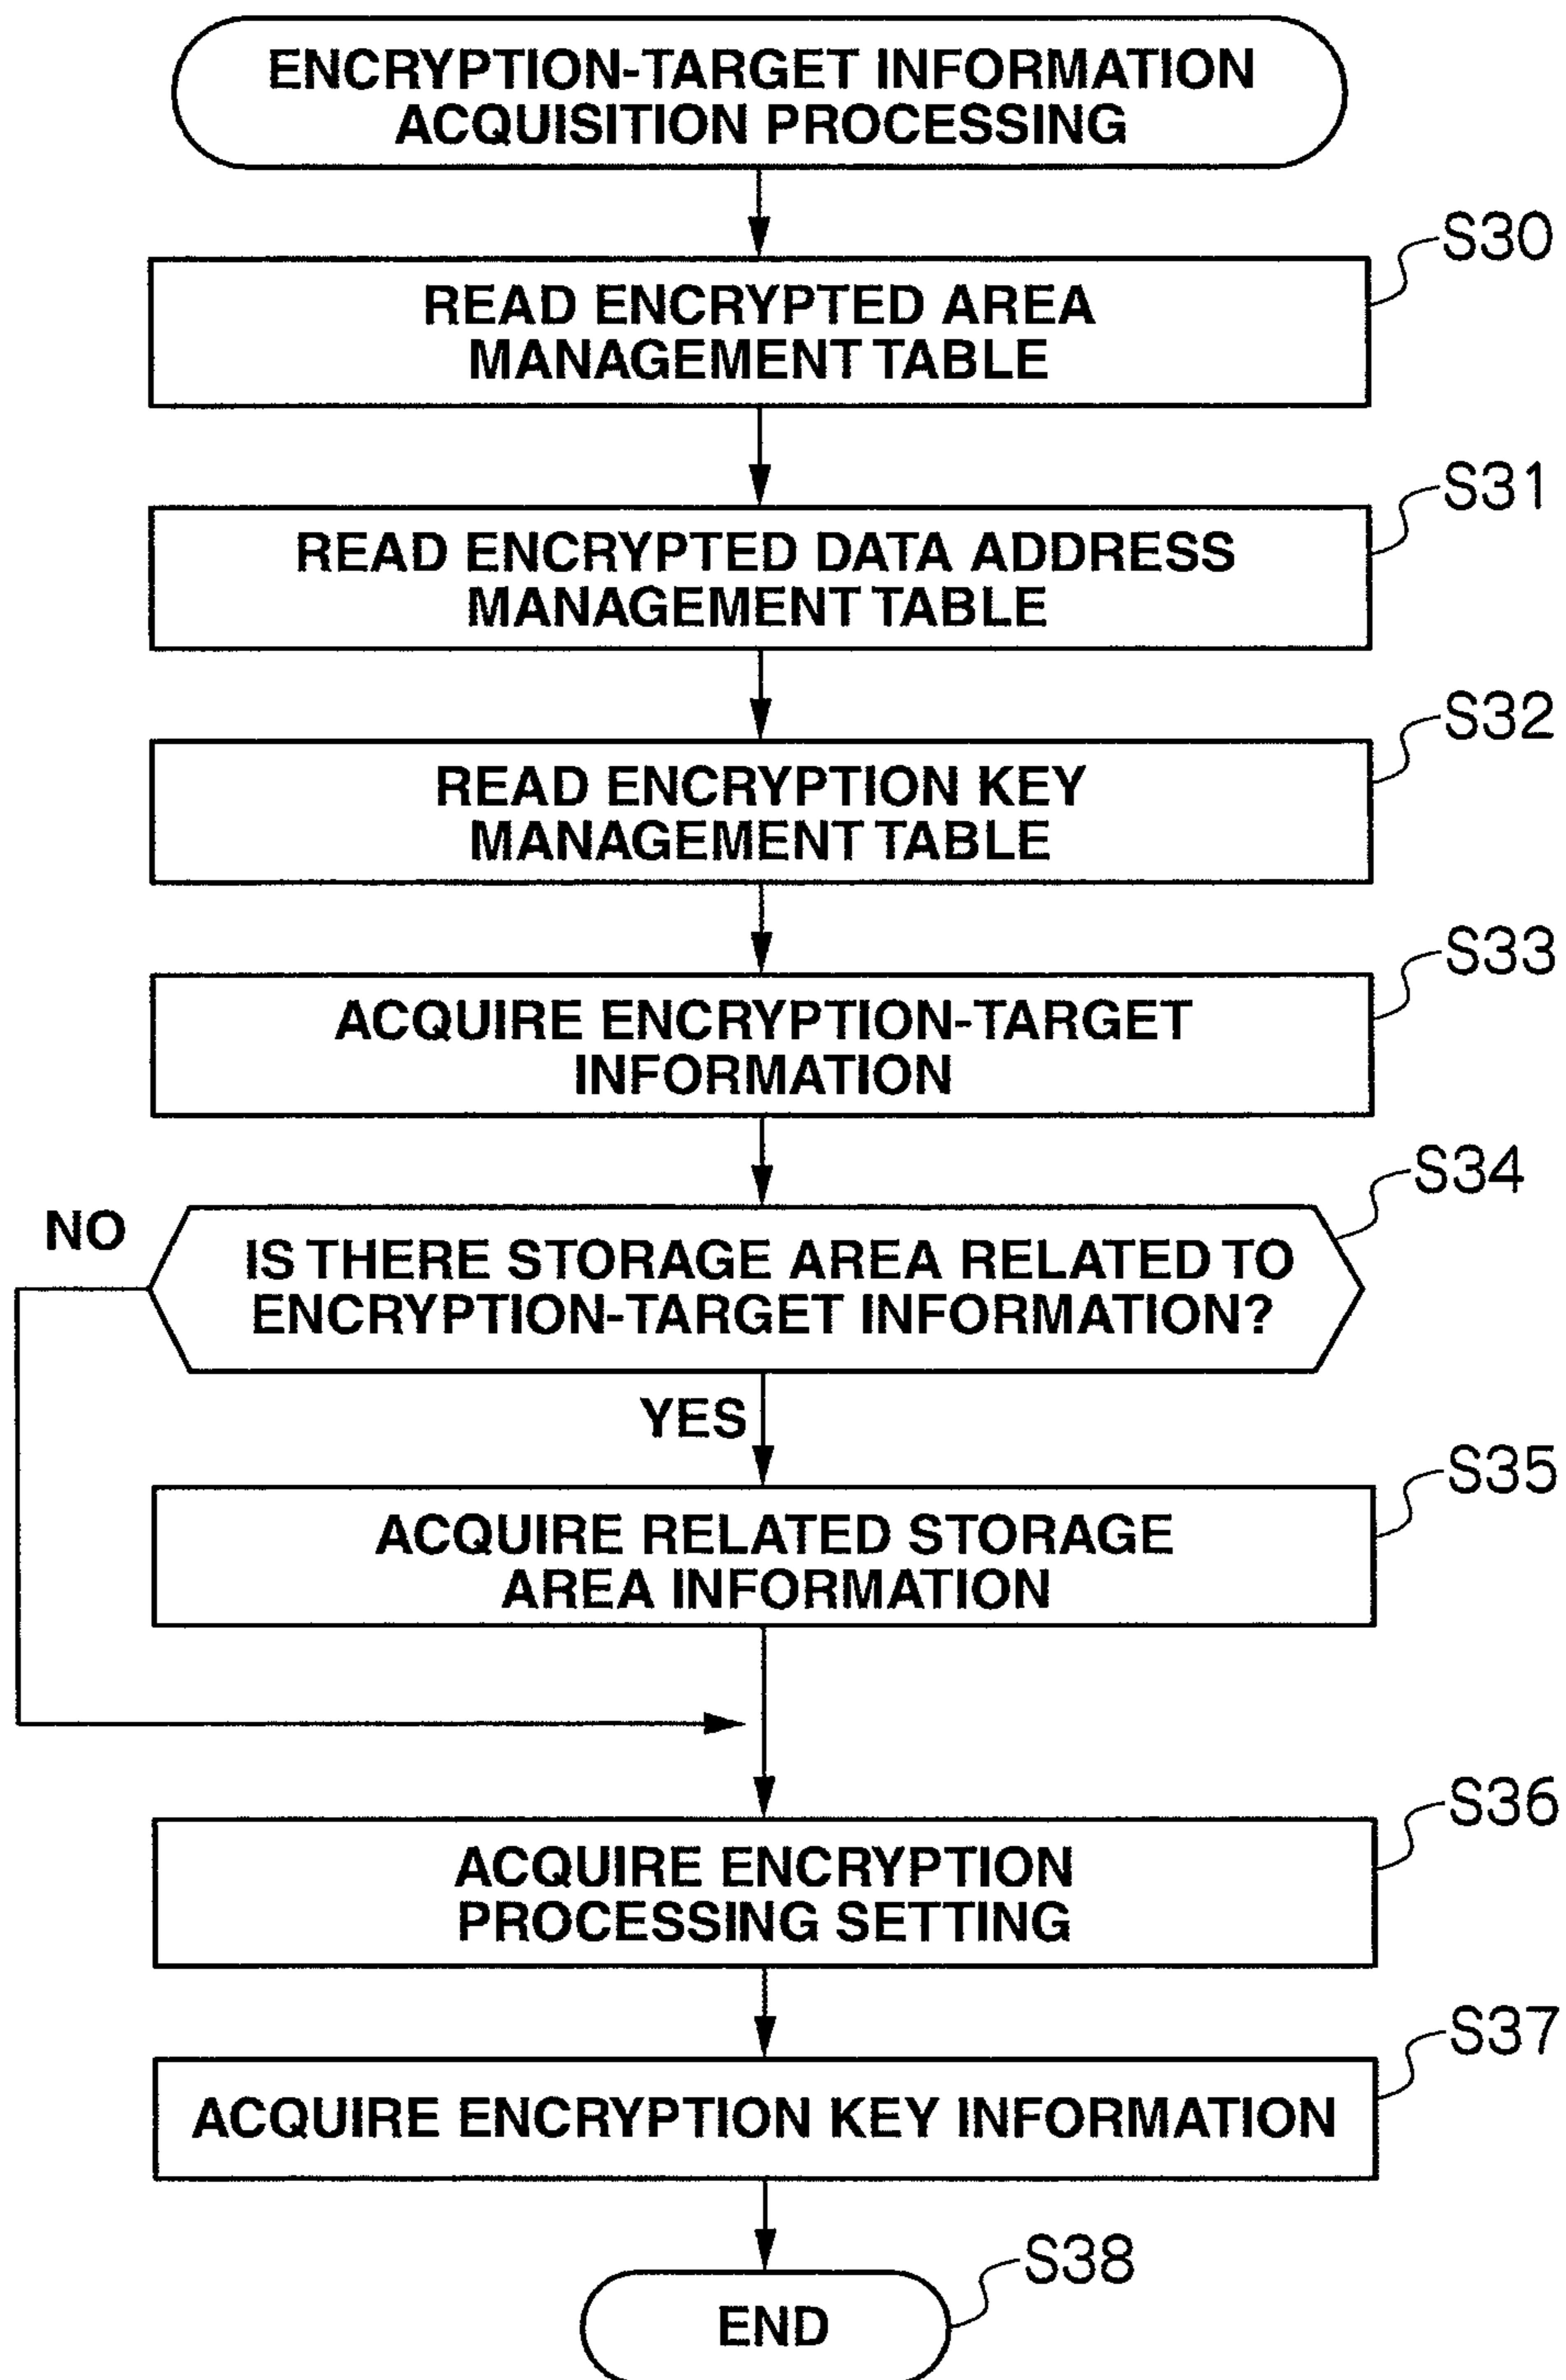 ENCRYPTION-TARGET INFORMATION
ACQUISITION PROCESSING
S30
READ ENCRYPTED AREA
MANAGEMENT TABLE
S31
READ ENCRYPTED DATA ADDRESS
MANAGEMENT TABLE
S32
READ ENCRYPTION KEY
MANAGEMENT TABLE
S33
ACQUIRE ENCRYPTION-TARGET
INFORMATION
S34
NO
IS THERE STORAGE AREA RELATED TO
ENCRYPTION-TARGET INFORMATION?
YES
S35
ACQUIRE RELATED STORAGE
AREA INFORMATION
S36
ACQUIRE ENCRYPTION
PROCESSING SETTING
S37
ACQUIRE ENCRYPTION KEY INFORMATION
S38
END